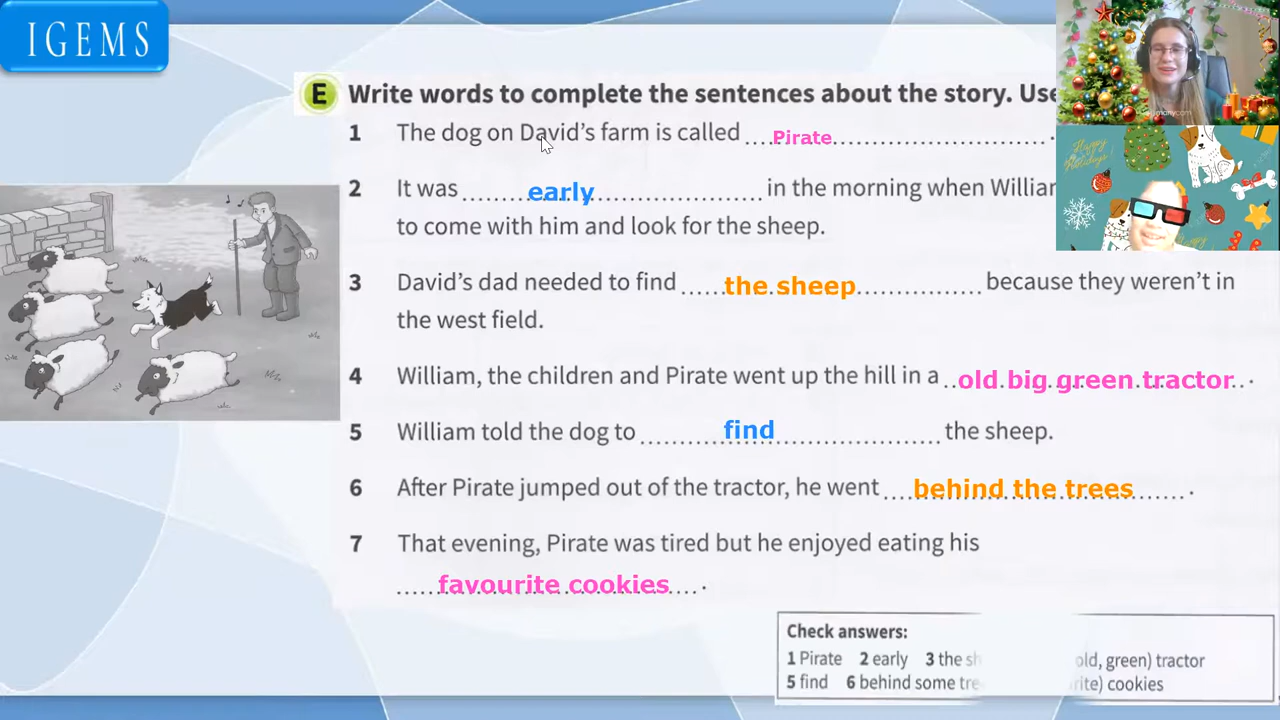 IGEMS
E Write words to complete the sentences about the story. Use
1 The dog on David's farm is called ....Pirate.... .
2 It was ....early.... in the morning when William
to come with him and look for the sheep.
3 David's dad needed to find ....the sheep.... because they weren't in
the west field.
4 William, the children and Pirate went up the hill in a ..old big green tractor.. .
5 William told the dog to ....find.... the sheep.
6 After Pirate jumped out of the tractor, he went ....behind the trees.... .
7 That evening, Pirate was tired but he enjoyed eating his
....favourite cookies.... .
Happy
Holidays!
Check answers:
1 Pirate 2 early 3 the sh old, green) tractor
5 find 6 behind some tre rite) cookies